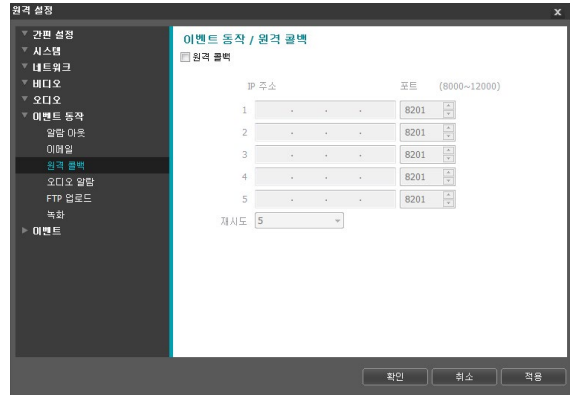 원격 설정 x
간편 설정
시스템
네트워크
비디오
오디오
이벤트 동작
알람 아웃
이메일
원격 콜백
오디오 알람
FTP 업로드
녹화
이벤트
이벤트 동작 / 원격 콜백
원격 콜백
IP 주소 포트 (8000~12000)
1 . . . 8201
2 . . . 8201
3 . . . 8201
4 . . . 8201
5 . . . 8201
재시도 5
확인 취소 적용